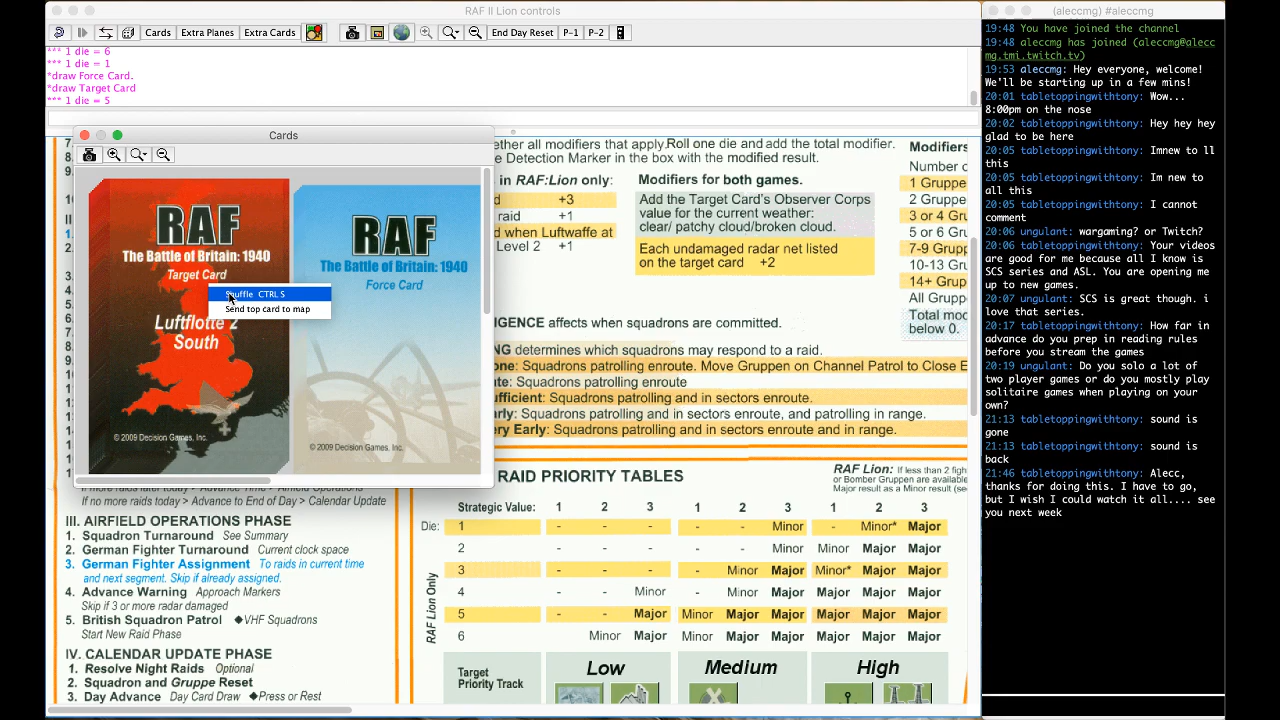 RAF II Lion controls
Cards Extra Planes Extra Cards End Day Reset P-1 P-2
*** 1 die = 6
*** 1 die = 1
*draw Force Card.
*draw Target Card
*** 1 die = 5
Cards
RAF
The Battle of Britain: 1940
Target Card
Shuffle CTRL S
Send top card to map
Luftflotte 2
South
© 2009 Decision Games, Inc.
RAF
The Battle of Britain: 1940
Force Card
© 2009 Decision Games, Inc.
ether all modifiers that apply. Roll one die and add the total modifier.
e Detection Marker in the box with the modified result.
in RAF:Lion only:
d +3
raid +1
d when Luftwaffe at
Level 2 +1
Modifiers for both games.
Add the Target Card's Observer Corps
value for the current weather:
clear/ patchy cloud/broken cloud.
Each undamaged radar net listed
on the target card +2
Modifiers
Number o
1 Gruppe
2 Gruppe
3 or 4 Gru
5 or 6 Gru
7-9 Grupp
10-13 Gru
14+ Grup
All Gruppe
Total mod
below 0.
IGENCE affects when squadrons are committed.
NG determines which squadrons may respond to a raid.
one: Squadrons patrolling enroute. Move Gruppen on Channel Patrol to Close E
ate: Squadrons patrolling enroute
ufficient: Squadrons patrolling and in sectors enroute.
arly: Squadrons patrolling and in sectors enroute, and patrolling in range.
ery Early: Squadrons patrolling and in sectors enroute and in range.
If no more raids today > Advance to End of Day > Calendar Update
III. AIRFIELD OPERATIONS PHASE
1. Squadron Turnaround See Summary
2. German Fighter Turnaround Current clock space
3. German Fighter Assignment To raids in current time
and next segment. Skip if already assigned.
4. Advance Warning Approach Markers
Skip if 3 or more radar damaged
5. British Squadron Patrol ◆VHF Squadrons
Start New Raid Phase
IV. CALENDAR UPDATE PHASE
1. Resolve Night Raids Optional
2. Squadron and Gruppe Reset
3. Day Advance Day Card Draw ◆Press or Rest
RAID PRIORITY TABLES
RAF Lion: If less than 2 figh
or Bomber Gruppen are available
Major result as a Minor result (se
Strategic Value: 1 2 3 1 2 3 1 2 3
Die: 1 - - - - - Minor - Minor* Major
2 - - - - - Minor Minor Major Major
3 - - - - Minor Major Minor* Major Major
4 - - Minor - Minor Major Major Major Major
5 - - Major Minor Major Major Major Major Major
6 Minor Major Minor Major Major Major Major Major
RAF Lion Only
Target
Priority Track
Low
Medium
High
(aleccmg) #aleccmg
19:48 You have joined the channel
19:48 aleccmg has joined (aleccmg@alecc
mg.tmi.twitch.tv)
19:53 aleccmg: Hey everyone, welcome!
We'll be starting up in a few mins!
20:01 tabletoppingwithtony: Wow...
8:00pm on the nose
20:02 tabletoppingwithtony: Hey hey hey
glad to be here
20:05 tabletoppingwithtony: Imnew to ll
this
20:05 tabletoppingwithtony: Im new to
all this
20:05 tabletoppingwithtony: I cannot
comment
20:06 ungulant: wargaming? or Twitch?
20:06 tabletoppingwithtony: Your videos
are good for me because all I know is
SCS series and ASL. You are opening me
up to new games.
20:07 ungulant: SCS is great though. i
love that series.
20:17 tabletoppingwithtony: How far in
advance do you prep in reading rules
before you stream the games
20:19 ungulant: Do you solo a lot of
two player games or do you mostly play
solitaire games when playing on your
own?
21:13 tabletoppingwithtony: sound is
gone
21:13 tabletoppingwithtony: sound is
back
21:46 tabletoppingwithtony: Alecc,
thanks for doing this. I have to go,
but I wish I could watch it all.... see
you next week